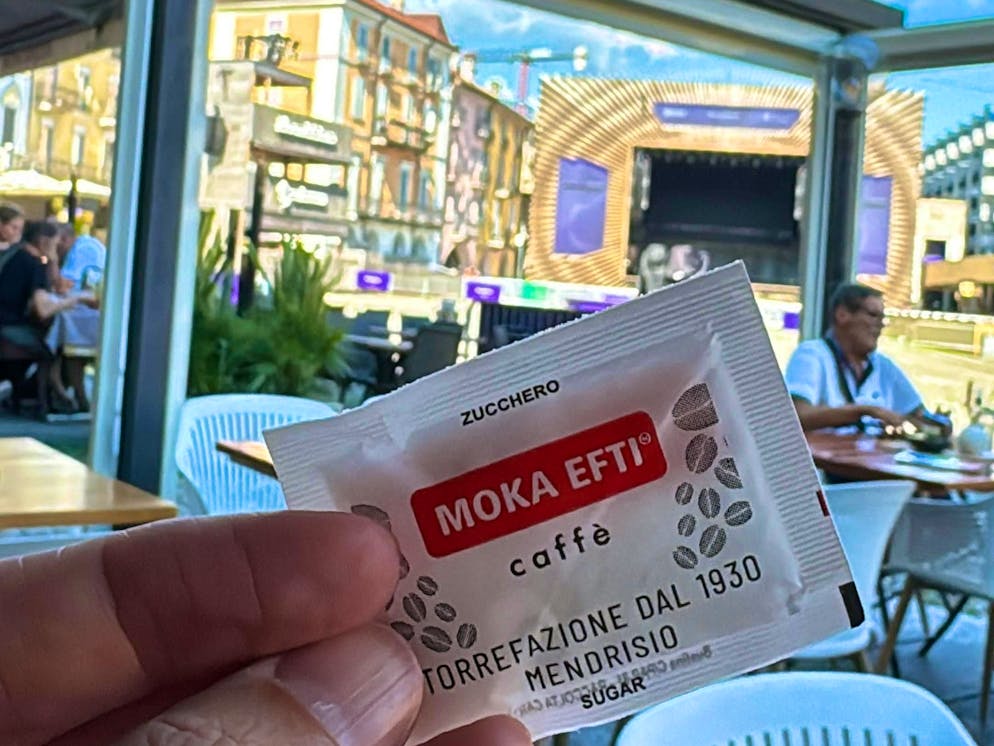 ZUCCHERO
MOKA EFTI®
caffè
TORREFAZIONE DAL 1930
MENDRISIO
SUGAR